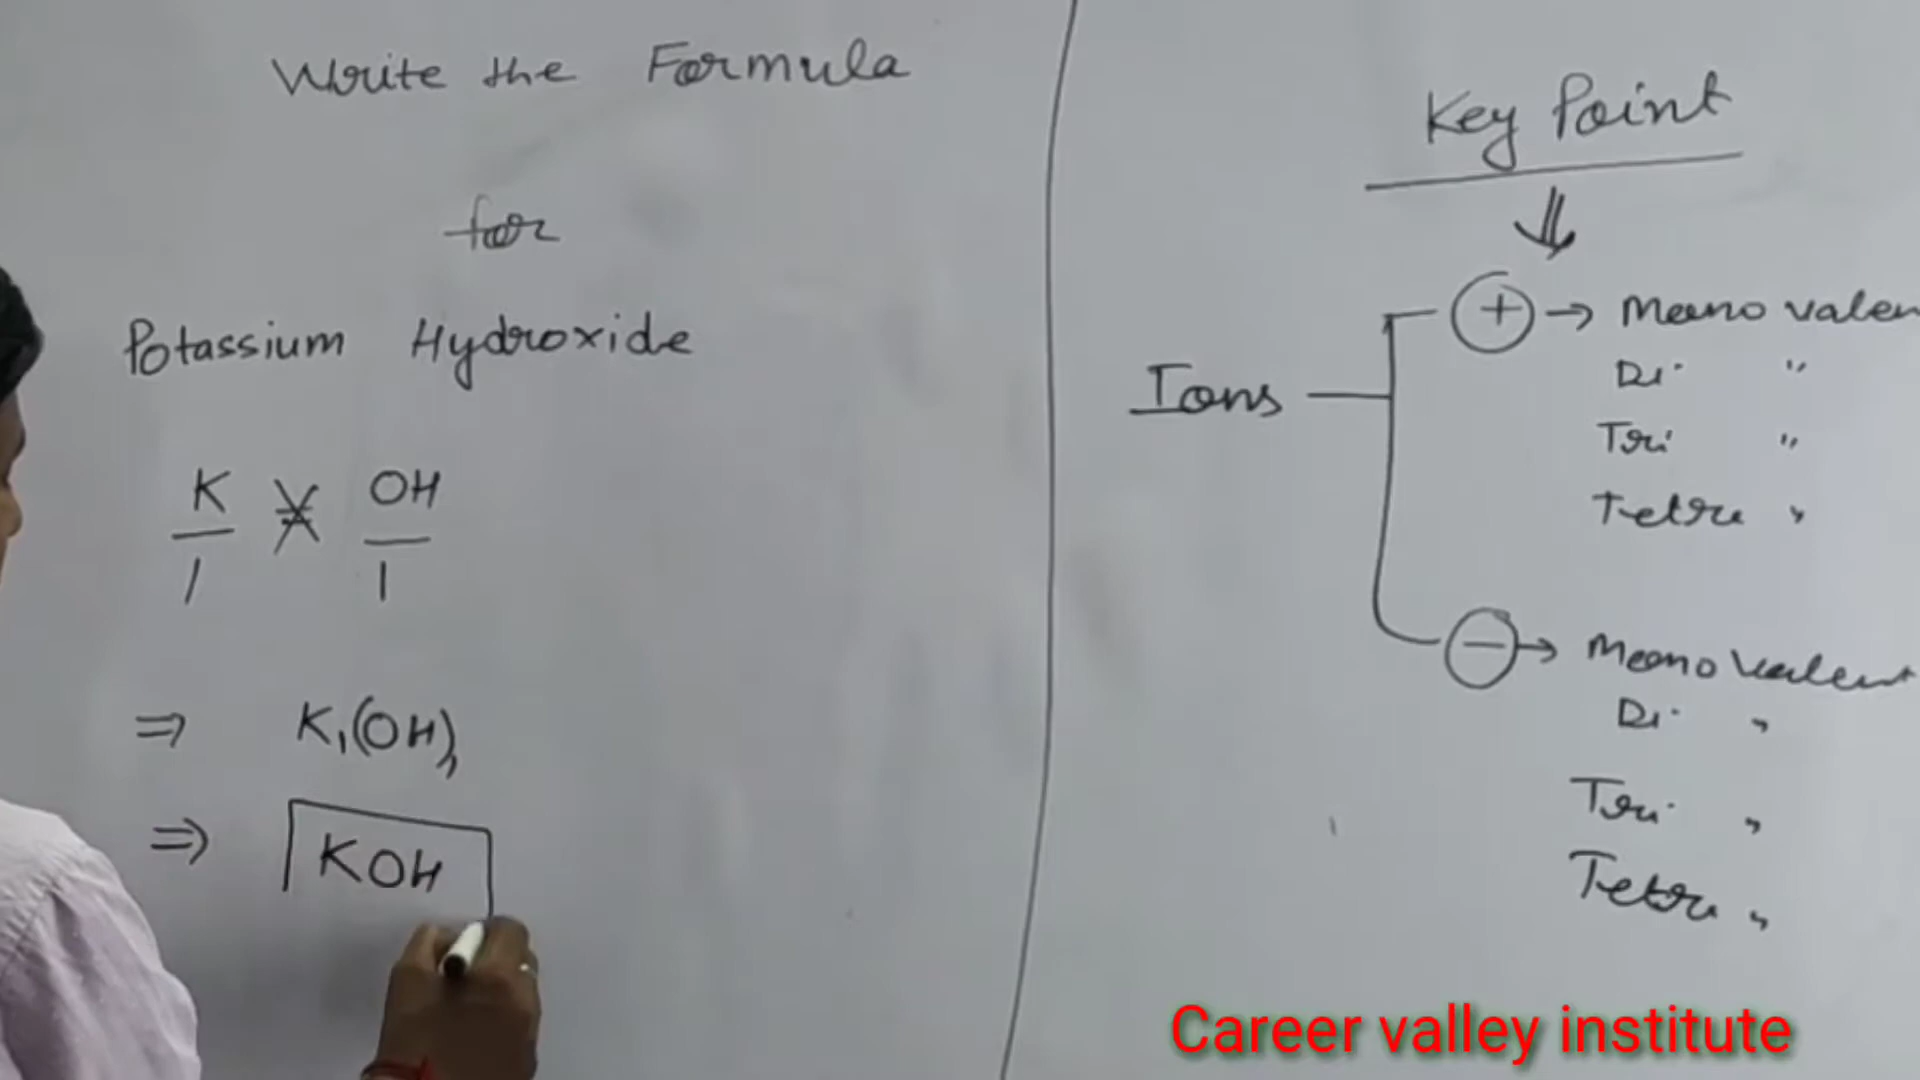 Write the Formula
for
Potassium Hydroxide
K OH
1 1
⇒ K₁(OH)₁
⇒ KOH
Key Point
Ions
+ → Mono valen
Di "
Tri "
Tetra "
- → Mono valent
Di "
Tri "
Tetra "
Career valley institute